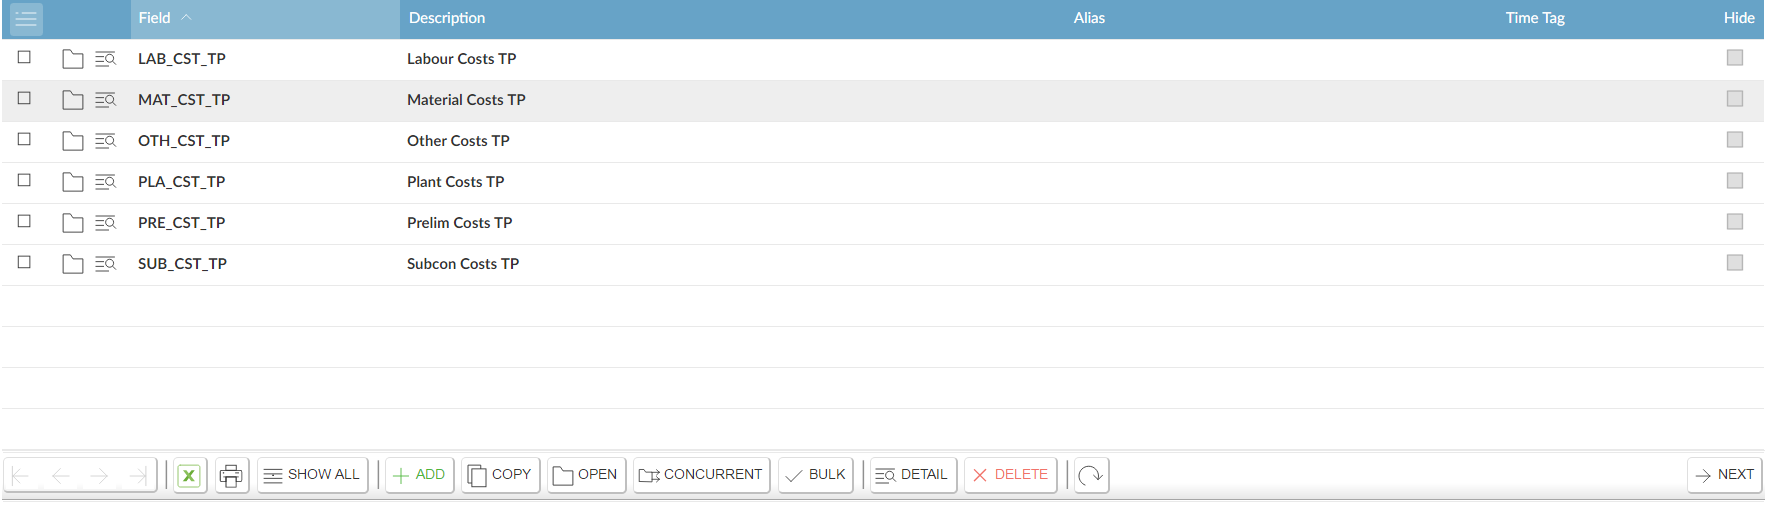 Field Description Alias Time Tag Hide
LAB_CST_TP Labour Costs TP
MAT_CST_TP Material Costs TP
OTH_CST_TP Other Costs TP
PLA_CST_TP Plant Costs TP
PRE_CST_TP Prelim Costs TP
SUB_CST_TP Subcon Costs TP
X SHOW ALL ADD COPY OPEN CONCURRENT BULK DETAIL DELETE NEXT